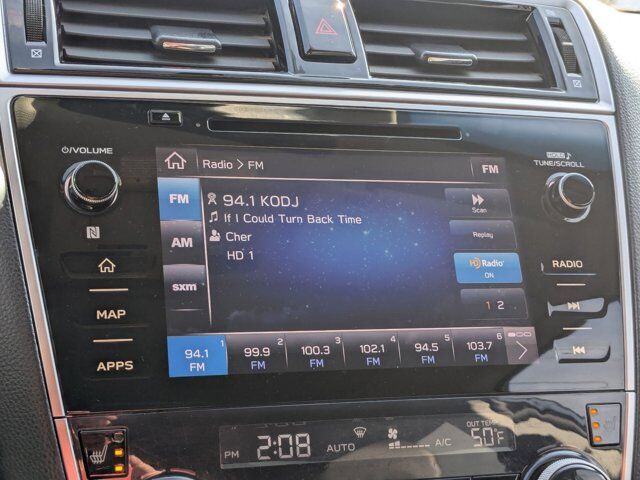 VOLUME
HOLD
TUNE/SCROLL
Radio > FM
FM
FM
AM
sxm
94.1 KODJ
If I Could Turn Back Time
Cher
HD 1
Scan
Replay
HD Radio
ON
1 2
MAP
APPS
RADIO
1
94.1
FM
2
99.9
FM
3
100.3
FM
4
102.1
FM
5
94.5
FM
6
103.7
FM
PM 2:08
AUTO
A/C
OUT TEMP
50°F